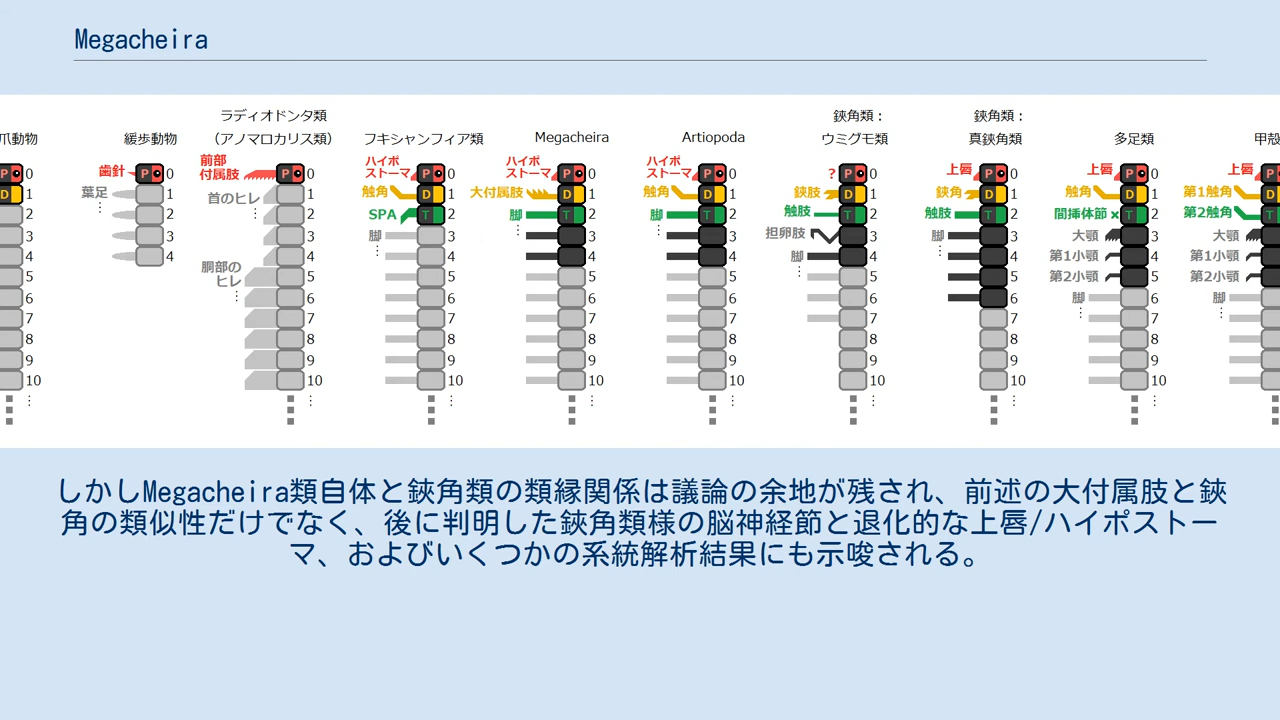 Megacheira
爪動物
P
0
D
1
2
3
4
5
6
7
8
9
10
緩歩動物
歯針
P
0
葉足
1
2
3
4
ラディオドンタ類
（アノマロカリス類）
前部
付属肢
P
0
首のヒレ
1
2
3
4
胴部の
ヒレ
5
6
7
8
9
10
フキシャンフィア類
ハイポ
ストーマ
P
0
触角
D
1
SPA
T
2
脚
3
4
5
6
7
8
9
10
Megacheira
ハイポ
ストーマ
P
0
大付属肢
D
1
脚
T
2
3
4
5
6
7
8
9
10
Artiopoda
ハイポ
ストーマ
P
0
触角
D
1
脚
T
2
3
4
5
6
7
8
9
10
鋏角類：
ウミグモ類
?
P
0
鋏肢
D
1
触肢
T
2
担卵肢
3
脚
4
5
6
7
8
9
10
鋏角類：
真鋏角類
上唇
P
0
鋏角
D
1
触肢
T
2
脚
3
4
5
6
7
8
9
10
多足類
上唇
P
0
触角
D
1
間挿体節×
T
2
大顎
3
第1小顎
4
第2小顎
5
脚
6
7
8
9
10
甲殻
上唇
P
第1触角
第2触角
大顎
第1小顎
第2小顎
脚
しかしMegacheira類自体と鋏角類の類縁関係は議論の余地が残され、前述の大付属肢と鋏
角の類似性だけでなく、後に判明した鋏角類様の脳神経節と退化的な上唇/ハイポストー
マ、およびいくつかの系統解析結果にも示唆される。